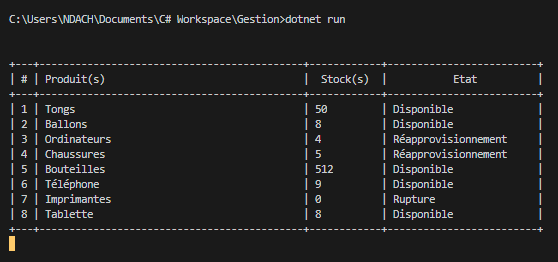 C:\Users\NDACH\Documents\C# Workspace\Gestion>dotnet run
| # | Produit(s) | Stock(s) | Etat |
| 1 | Tongs | 50 | Disponible |
| 2 | Ballons | 8 | Disponible |
| 3 | Ordinateurs | 4 | Réapprovisionnement |
| 4 | Chaussures | 5 | Réapprovisionnement |
| 5 | Bouteilles | 512 | Disponible |
| 6 | Téléphone | 9 | Disponible |
| 7 | Imprimantes | 0 | Rupture |
| 8 | Tablette | 8 | Disponible |